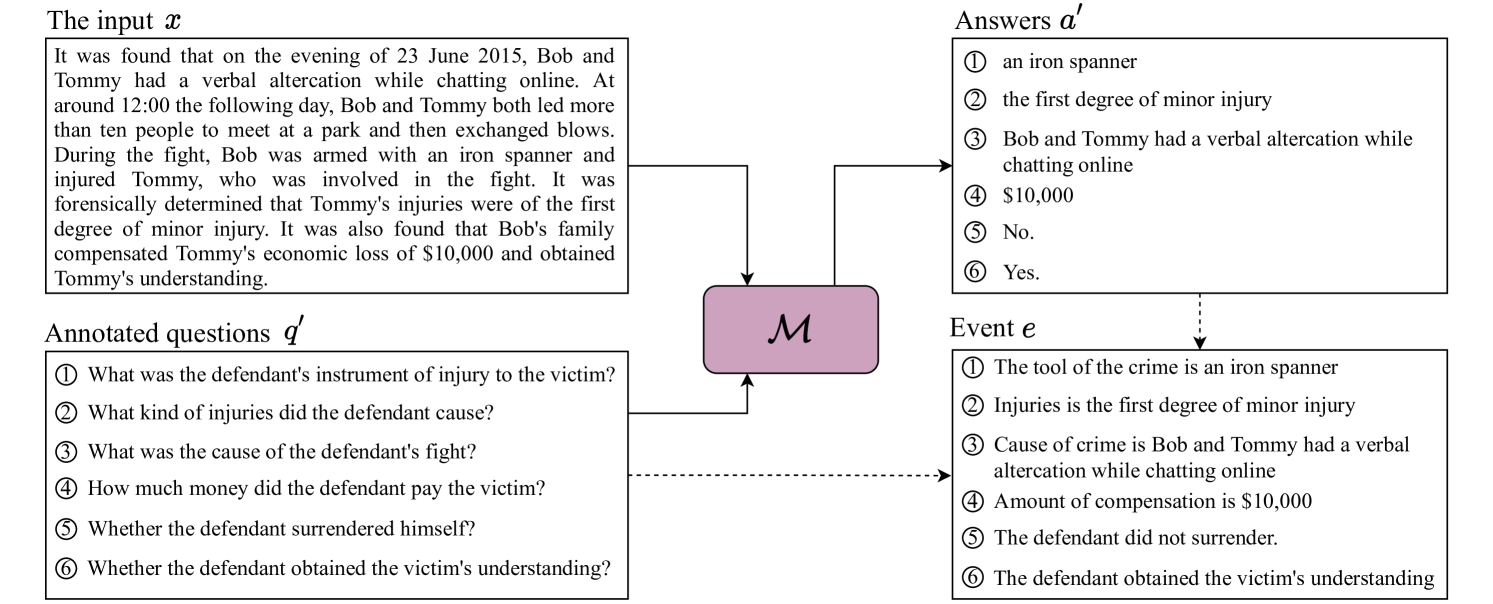 The input x
It was found that on the evening of 23 June 2015, Bob and
Tommy had a verbal altercation while chatting online. At
around 12:00 the following day, Bob and Tommy both led more
than ten people to meet at a park and then exchanged blows.
During the fight, Bob was armed with an iron spanner and
injured Tommy, who was involved in the fight. It was
forensically determined that Tommy's injuries were of the first
degree of minor injury. It was also found that Bob's family
compensated Tommy's economic loss of $10,000 and obtained
Tommy's understanding.
Annotated questions q′
① What was the defendant's instrument of injury to the victim?
② What kind of injuries did the defendant cause?
③ What was the cause of the defendant's fight?
④ How much money did the defendant pay the victim?
⑤ Whether the defendant surrendered himself?
⑥ Whether the defendant obtained the victim's understanding?
ℳ
Answers a′
① an iron spanner
② the first degree of minor injury
③ Bob and Tommy had a verbal altercation while
chatting online
④ $10,000
⑤ No.
⑥ Yes.
Event e
① The tool of the crime is an iron spanner
② Injuries is the first degree of minor injury
③ Cause of crime is Bob and Tommy had a verbal
altercation while chatting online
④ Amount of compensation is $10,000
⑤ The defendant did not surrender.
⑥ The defendant obtained the victim's understanding